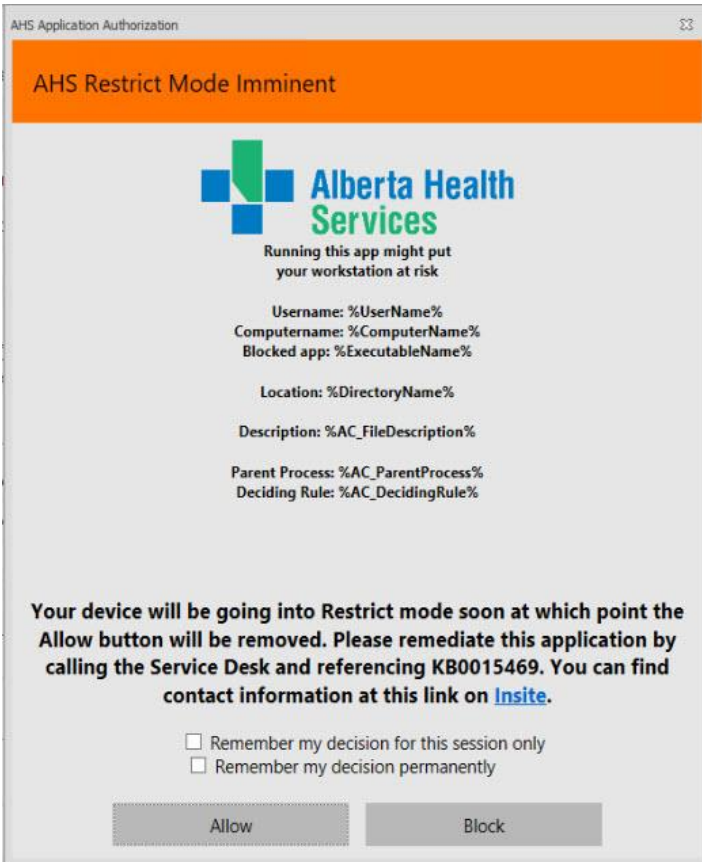 AHS Application Authorization
AHS Restrict Mode Imminent
Alberta Health
Services
Running this app might put
your workstation at risk
Username: %UserName%
Computername: %ComputerName%
Blocked app: %ExecutableName%
Location: %DirectoryName%
Description: %AC_FileDescription%
Parent Process: %AC_ParentProcess%
Deciding Rule: %AC_DecidingRule%
Your device will be going into Restrict mode soon at which point the
Allow button will be removed. Please remediate this application by
calling the Service Desk and referencing KB0015469. You can find
contact information at this link on Insite.
Remember my decision for this session only
Remember my decision permanently
Allow
Block